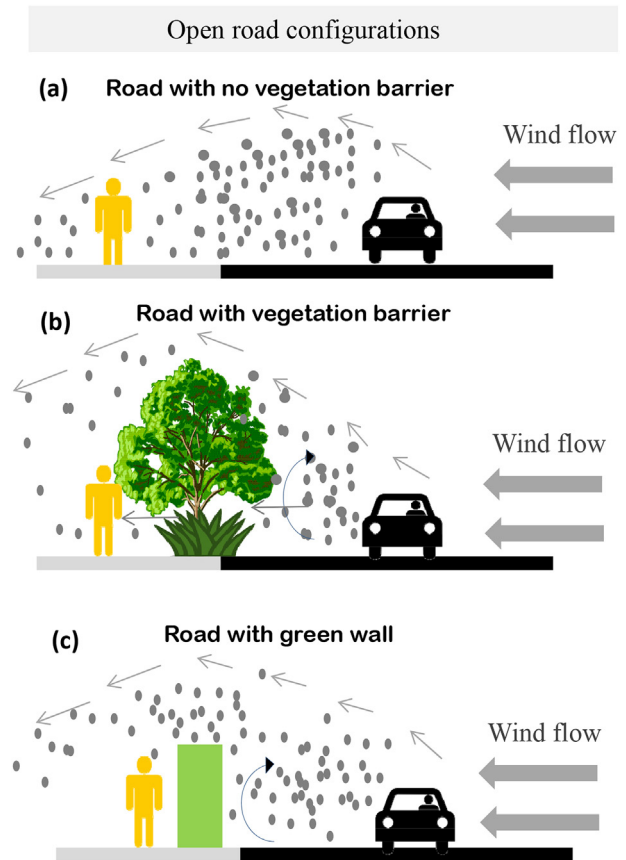 Open road configurations
(a) Road with no vegetation barrier
Wind flow
(b) Road with vegetation barrier
Wind flow
(c) Road with green wall
Wind flow